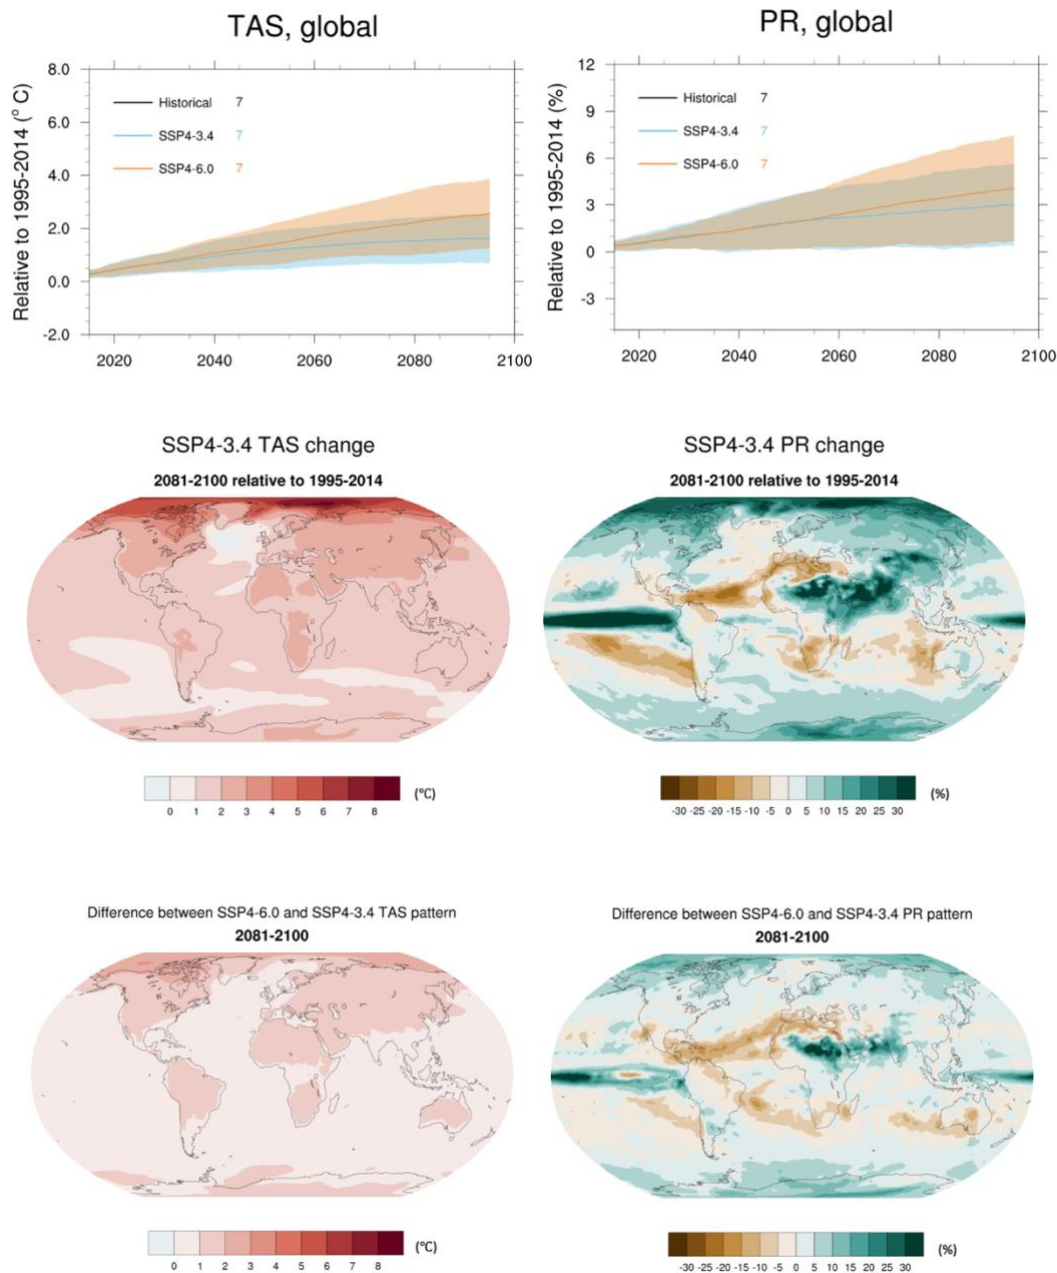 TAS, global
PR, global
Relative to 1995-2014 (° C)
8.0
6.0
4.0
2.0
0.0
-2.0
Historical 7
SSP4-3.4 7
SSP4-6.0 7
2020 2040 2060 2080 2100
Relative to 1995-2014 (%)
12
9
6
3
0
-3
Historical 7
SSP4-3.4 7
SSP4-6.0 7
2020 2040 2060 2080 2100
SSP4-3.4 TAS change
2081-2100 relative to 1995-2014
0 1 2 3 4 5 6 7 8
(°C)
SSP4-3.4 PR change
2081-2100 relative to 1995-2014
-30 -25 -20 -15 -10 -5 0 5 10 15 20 25 30
(%)
Difference between SSP4-6.0 and SSP4-3.4 TAS pattern
2081-2100
0 1 2 3 4 5 6 7 8
(°C)
Difference between SSP4-6.0 and SSP4-3.4 PR pattern
2081-2100
-30 -25 -20 -15 -10 -5 0 5 10 15 20 25 30
(%)